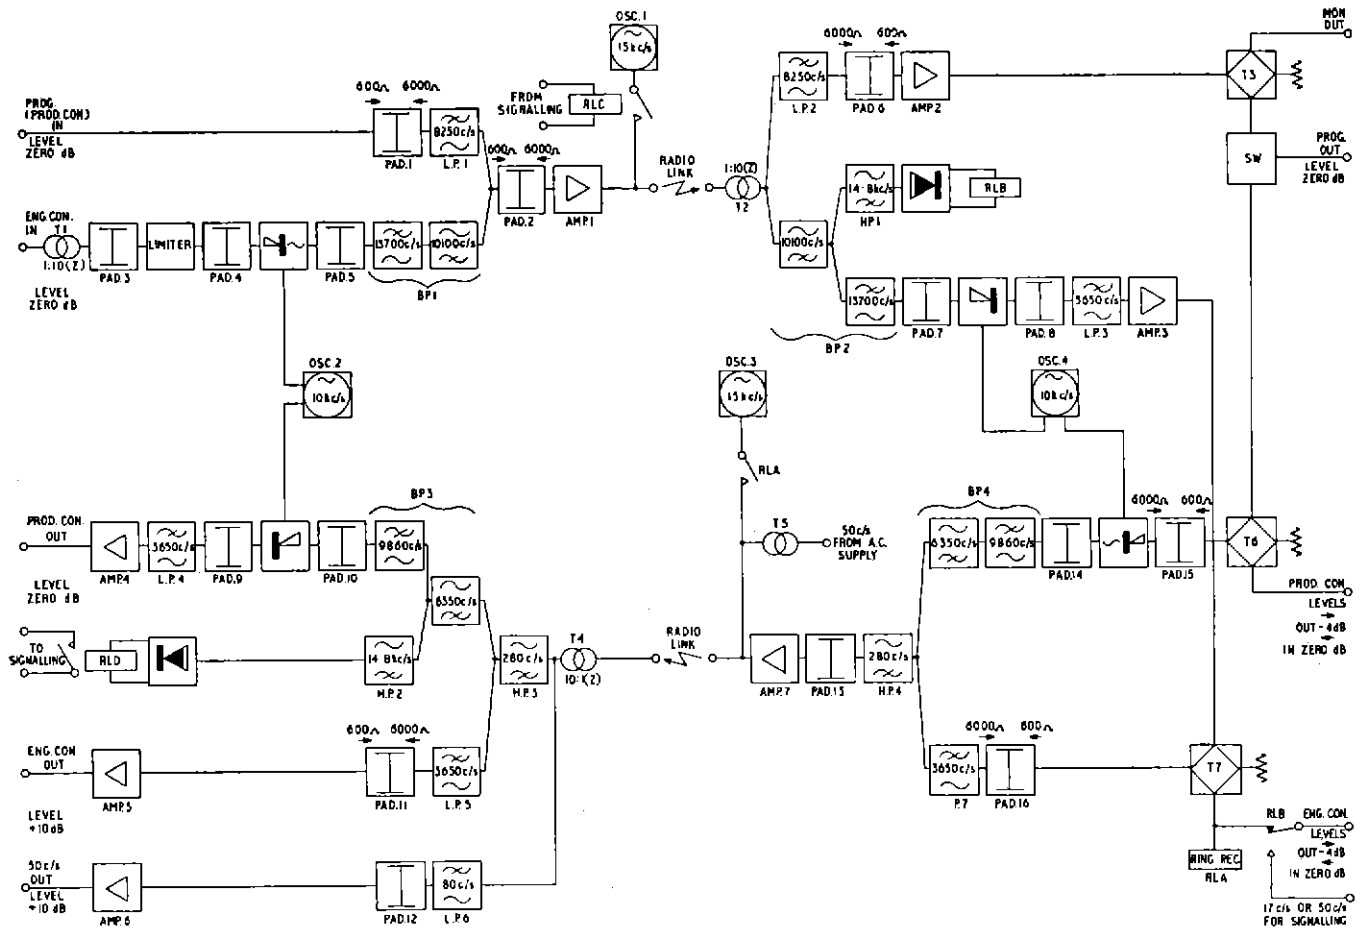 OSC.1
15kc/s
MON
OUT
6000Ω 600Ω
T3
8250c/s
L.P.2
PAD.6
AMP.2
FROM
SIGNALLING
RLC
PROG.
(PROD.CON)
IN
LEVEL
ZERO dB
600Ω 6000Ω
PAD.1
8250c/s
L.P.1
600Ω 6000Ω
PAD.2
AMP.1
RADIO
LINK
1:10(Z)
T2
14·8kc/s
HP1
RLB
SW
PROG.
OUT
LEVEL
ZERO dB
ENG.CON.
IN
T1
1:10(Z)
LEVEL
ZERO dB
PAD.3
LIMITER
PAD.4
PAD.5
13700c/s
10100c/s
BP1
10100c/s
13700c/s
BP2
PAD.7
PAD.8
3650c/s
L.P.3
AMP.3
OSC.2
10kc/s
OSC.3
15kc/s
OSC.4
10kc/s
RLA
BP3
BP4
T5
50c/s
FROM A.C.
SUPPLY
6000Ω 600Ω
PROD. CON.
OUT
LEVEL
ZERO dB
AMP.4
3650c/s
L.P.4
PAD.9
PAD.10
9860c/s
6350c/s
6350c/s
9860c/s
PAD.14
PAD.15
T6
PROD. CON.
LEVELS
OUT-4dB
IN ZERO dB
TO
SIGNALLING
RLD
14·8kc/s
H.P.2
280c/s
H.P.3
T4
10:1(Z)
RADIO
LINK
AMP.7
PAD.13
280c/s
H.P.4
ENG. CON
OUT
LEVEL
+10dB
AMP.5
600Ω 6000Ω
PAD.11
3650c/s
L.P.5
6000Ω 600Ω
3650c/s
P.7
PAD.16
T7
RLB
ENG. CON.
LEVELS
OUT-4dB
IN ZERO dB
RING REC
RLA
17c/s OR 50c/s
FOR SIGNALLING
50c/s
OUT
LEVEL
+10dB
AMP.6
PAD.12
80c/s
L.P.6